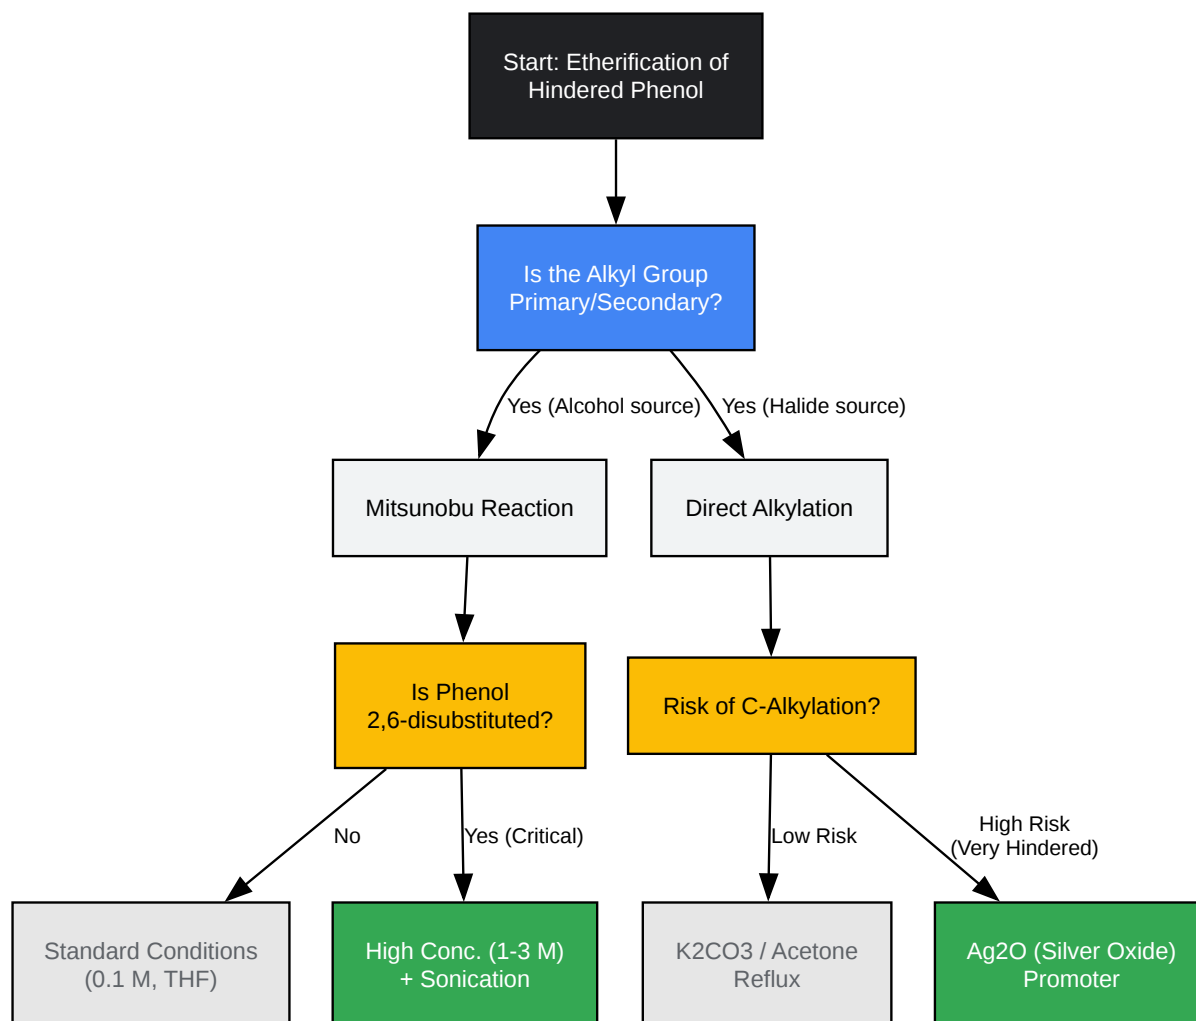 Start: Etherification of
Hindered Phenol
Is the Alkyl Group
Primary/Secondary?
Yes (Alcohol source)
Yes (Halide source)
Mitsunobu Reaction
Direct Alkylation
Is Phenol
2,6-disubstituted?
Risk of C-Alkylation?
No
Yes (Critical)
Low Risk
High Risk
(Very Hindered)
Standard Conditions
(0.1 M, THF)
High Conc. (1-3 M)
+ Sonication
K2CO3 / Acetone
Reflux
Ag2O (Silver Oxide)
Promoter